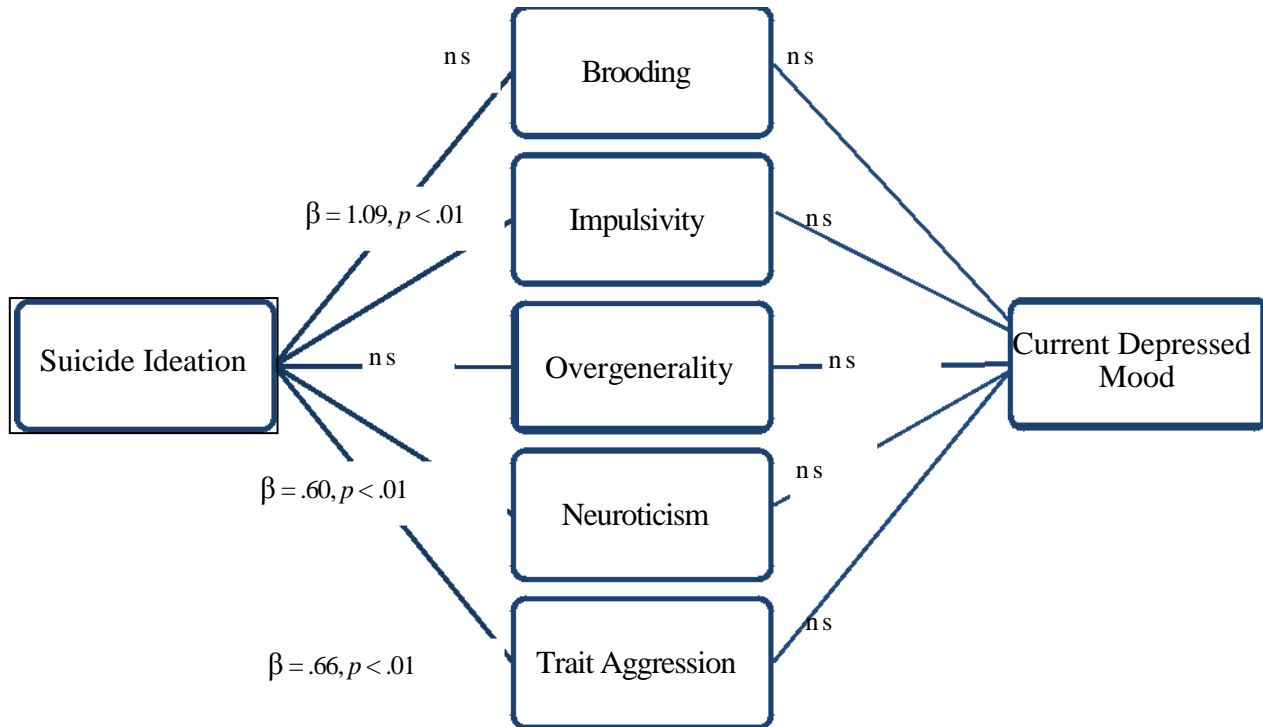 ns
ns
Brooding
β = 1.09, p < .01
Impulsivity
ns
Suicide Ideation
ns
Overgenerality
ns
Current Depressed
Mood
β = .60, p < .01
Neuroticism
ns
β = .66, p < .01
Trait Aggression
ns